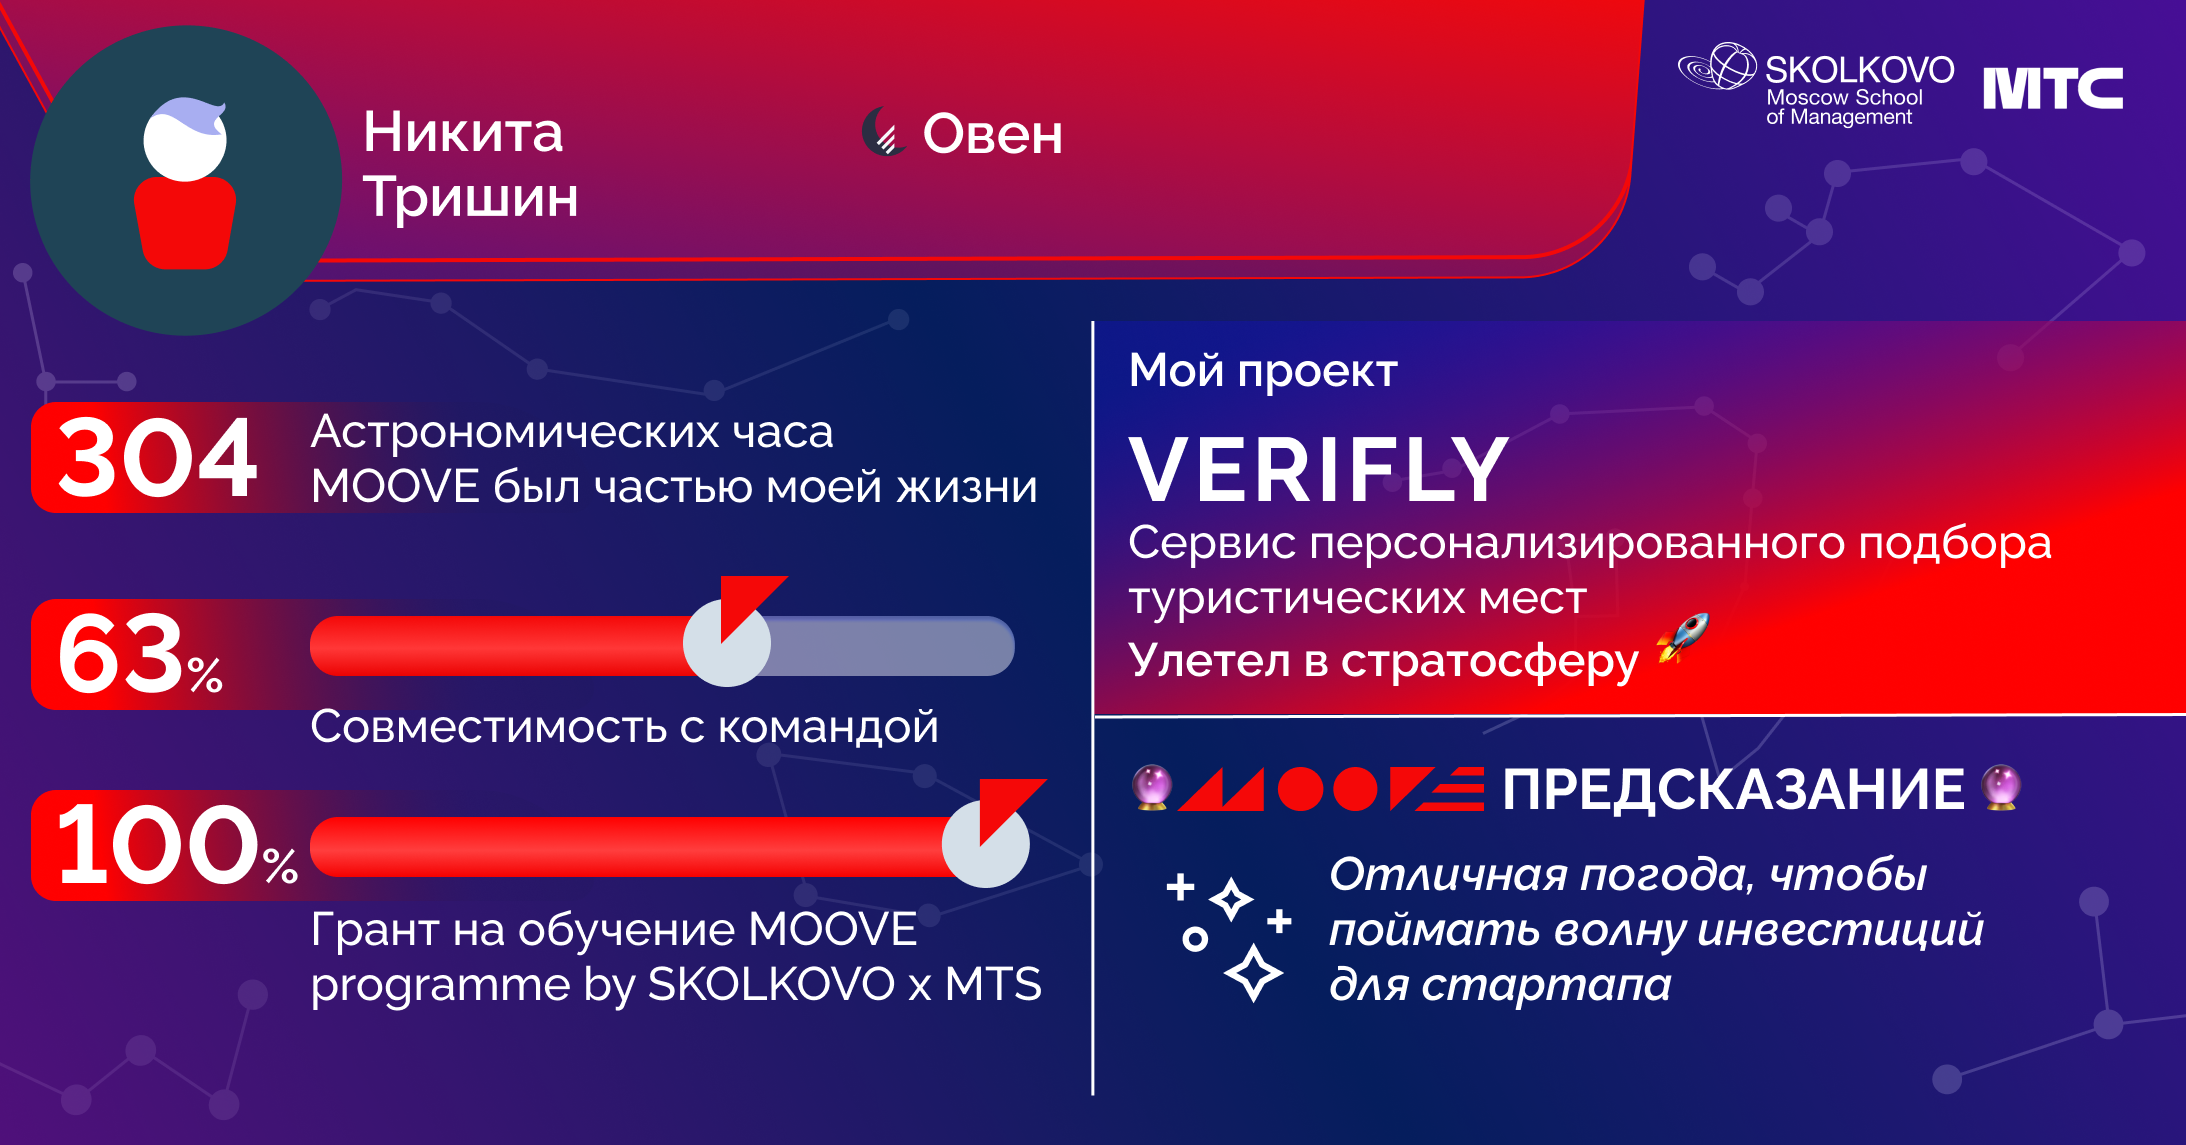 Никита
Тришин
Овен
SKOLKOVO
Moscow School
of Management
МТС
304
Астрономических часа
MOOVE был частью моей жизни
63%
Совместимость с командой
100%
Грант на обучение MOOVE
programme by SKOLKOVO x MTS
Мой проект
VERIFLY
Сервис персонализированного подбора
туристических мест
Улетел в стратосферу
MOOVE ПРЕДСКАЗАНИЕ
Отличная погода, чтобы
поймать волну инвестиций
для стартапа